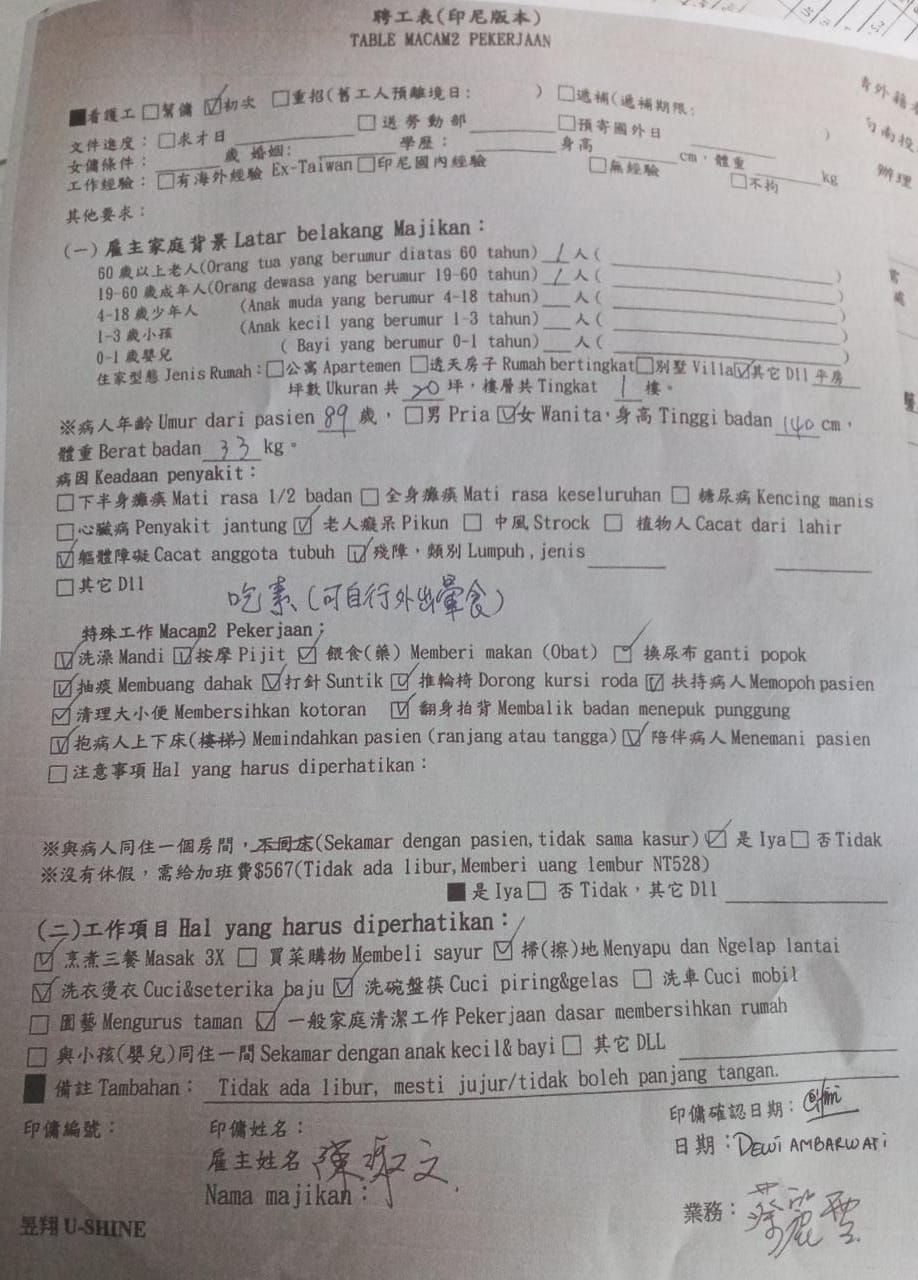 聘工表(印尼版本)
TABLE MACAM2 PEKERJAAN
■看護工 □幫傭 ☑初次 □重招(舊工人預離境日: ) □遞補(遞補期限: )
文件進度:□求才日 □送勞動部 □預寄國外日
女傭條件: 歲 婚姻: 學歷: 身高 cm,體重 kg
工作經驗:□有海外經驗 Ex-Taiwan □印尼國內經驗 □無經驗 □不拘
其他要求:
(一)雇主家庭背景 Latar belakang Majikan:
60 歲以上老人(Orang tua yang berumur diatas 60 tahun) 1 人( )
19-60 歲成年人(Orang dewasa yang berumur 19-60 tahun) 1 人( )
4-18 歲少年人 (Anak muda yang berumur 4-18 tahun) 人( )
1-3 歲小孩 (Anak kecil yang berumur 1-3 tahun) 人( )
0-1 歲嬰兒 ( Bayi yang berumur 0-1 tahun) 人( )
住家型態 Jenis Rumah:□公寓 Apartemen □透天房子 Rumah bertingkat □別墅 Villa ☑其它 Dll 平房
坪數 Ukuran 共 20 坪,樓層共 Tingkat 1 樓。
※病人年齡 Umur dari pasien 89 歲,□男 Pria ☑女 Wanita,身高 Tinggi badan 140 cm,
體重 Berat badan 33 kg。
病因 Keadaan penyakit:
□下半身癱瘓 Mati rasa 1/2 badan □全身癱瘓 Mati rasa keseluruhan □ 糖尿病 Kencing manis
□心臟病 Penyakit jantung ☑ 老人癡呆 Pikun □ 中風 Strock □ 植物人 Cacat dari lahir
☑軀體障礙 Cacat anggota tubuh ☑殘障,類別 Lumpuh, jenis
□其它 Dll
吃素(可自行外出葷食)
特殊工作 Macam2 Pekerjaan:
☑洗澡 Mandi ☑按摩 Pijit ☑ 餵食(藥) Memberi makan (Obat) ☑ 換尿布 ganti popok
☑抽痰 Membuang dahak ☑打針 Suntik ☑推輪椅 Dorong kursi roda ☑ 扶持病人 Memopoh pasien
☑清理大小便 Membersihkan kotoran ☑ 翻身拍背 Membalik badan menepuk punggung
☑抱病人上下床(樓梯) Memindahkan pasien (ranjang atau tangga) ☑ 陪伴病人 Menemani pasien
□注意事項 Hal yang harus diperhatikan:
※與病人同住一個房間,不同床(Sekamar dengan pasien, tidak sama kasur) ☑ 是 Iya □ 否 Tidak
※沒有休假,需給加班費$567(Tidak ada libur, Memberi uang lembur NT528)
■是 Iya □ 否 Tidak,其它 Dll
(二)工作項目 Hal yang harus diperhatikan:
☑ 烹煮三餐 Masak 3X □ 買菜購物 Membeli sayur ☑ 掃(擦)地 Menyapu dan Ngelap lantai
☑ 洗衣燙衣 Cuci&seterika baju ☑ 洗碗盤筷 Cuci piring&gelas □ 洗車 Cuci mobil
□ 園藝 Mengurus taman ☑ 一般家庭清潔工作 Pekerjaan dasar membersihkan rumah
□ 與小孩(嬰兒)同住一間 Sekamar dengan anak kecil& bayi □ 其它 DLL
■ 備註 Tambahan: Tidak ada libur, mesti jujur/tidak boleh panjang tangan.
印傭編號: 印傭姓名: 印傭確認日期:
雇主姓名 陳 文 日期:DEWI AMBARWATI
Nama majikan:
業務:
昱翔 U-SHINE